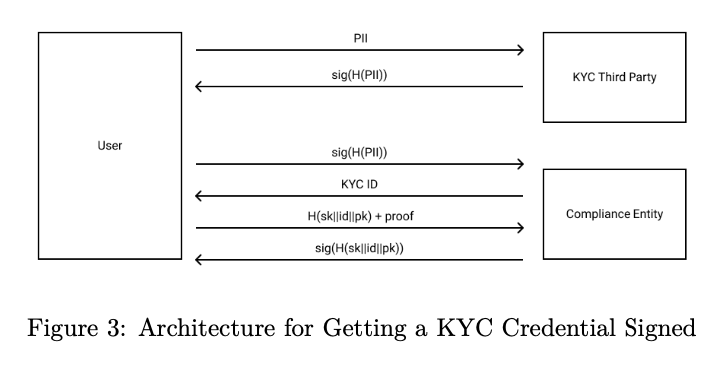 PII
sig(H(PII))
KYC Third Party
User
sig(H(PII))
KYC ID
H(sk||id||pk) + proof
sig(H(sk||id||pk))
Compliance Entity
Figure 3: Architecture for Getting a KYC Credential Signed